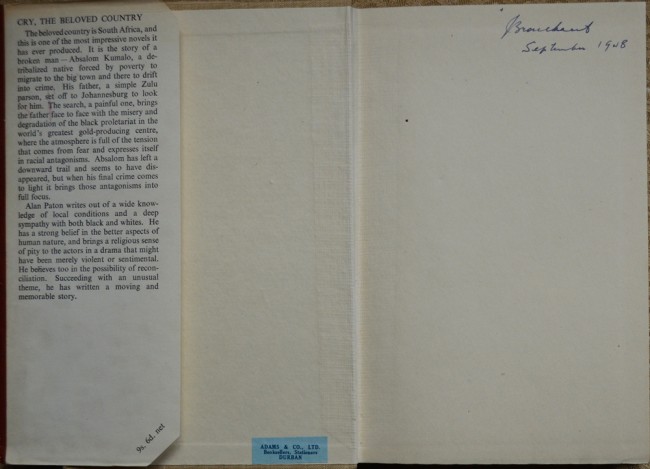 CRY, THE BELOVED COUNTRY
The beloved country is South Africa, and
this is one of the most impressive novels it
has ever produced. It is the story of a
broken man — Absalom Kumalo, a de-
tribalized native forced by poverty to
migrate to the big town and there to drift
into crime. His father, a simple Zulu
parson, set off to Johannesburg to look
for him. The search, a painful one, brings
the father face to face with the misery and
degradation of the black proletariat in the
world's greatest gold-producing centre,
where the atmosphere is full of the tension
that comes from fear and expresses itself
in racial antagonisms. Absalom has left a
downward trail and seems to have dis-
appeared, but when his final crime comes
to light it brings those antagonisms into
full focus.
Alan Paton writes out of a wide know-
ledge of local conditions and a deep
sympathy with both black and whites. He
has a strong belief in the better aspects of
human nature, and brings a religious sense
of pity to the actors in a drama that might
have been merely violent or sentimental.
He believes too in the possibility of recon-
ciliation. Succeeding with an unusual
theme, he has written a moving and
memorable story.
9s. 6d. net
ADAMS & CO., LTD.
Booksellers, Stationers
DURBAN
September 1948